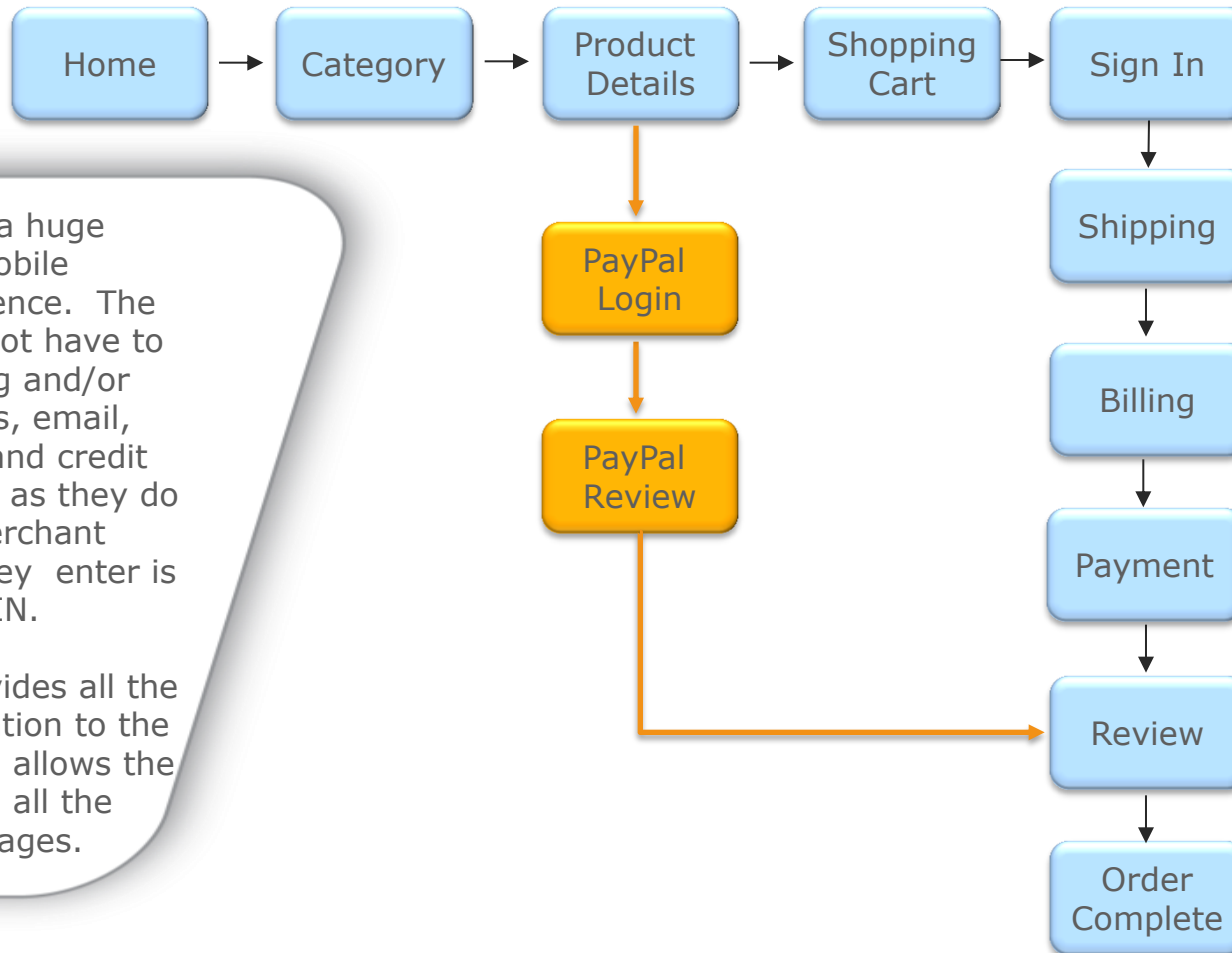 Home
Category
Product
Details
Shopping
Cart
Sign In
a huge
obile
ence. The
ot have to
g and/or
s, email,
and credit
as they do
erchant
ey enter is
IN.
vides all the
tion to the
allows the
all the
ages.
PayPal
Login
PayPal
Review
Shipping
Billing
Payment
Review
Order
Complete